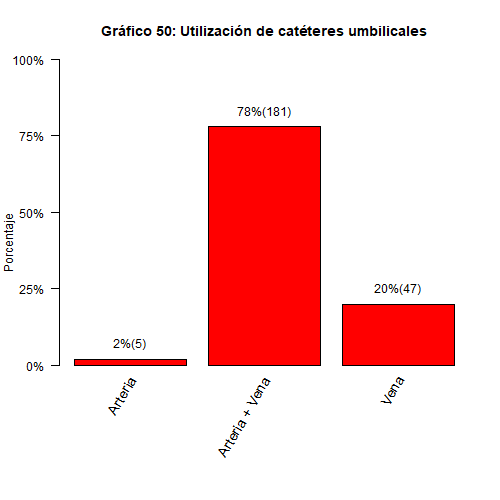 Gráfico 50: Utilización de catéteres umbilicales
100%
75%
50%
25%
0%
Porcentaje
2%(5)
78%(181)
20%(47)
Arteria
Arteria + Vena
Vena